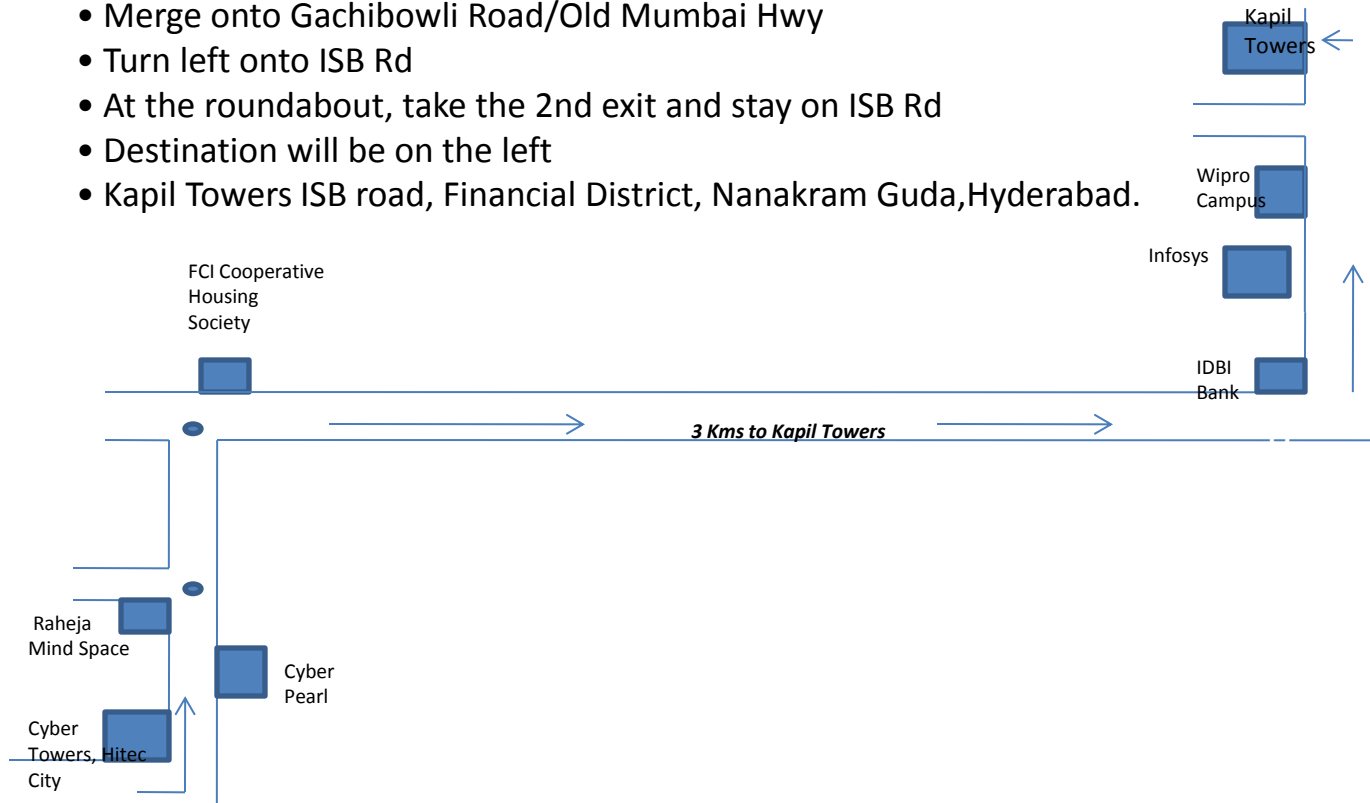 • Merge onto Gachibowli Road/Old Mumbai Hwy
• Turn left onto ISB Rd
• At the roundabout, take the 2nd exit and stay on ISB Rd
• Destination will be on the left
• Kapil Towers ISB road, Financial District, Nanakram Guda,Hyderabad.
Kapil
Towers
Wipro
Campus
Infosys
FCI Cooperative
Housing
Society
IDBI
Bank
3 Kms to Kapil Towers
Raheja
Mind Space
Cyber
Pearl
Cyber
Towers, Hitec
City